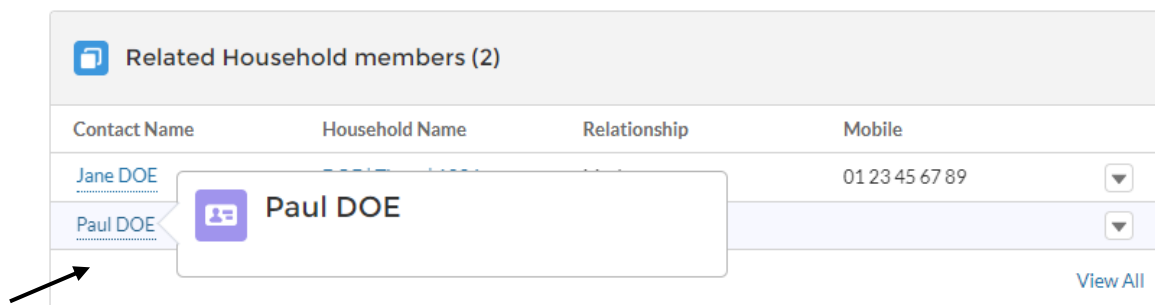 Related Household members (2)
Contact Name Household Name Relationship Mobile
Jane DOE 01 23 45 67 89
Paul DOE
Paul DOE
View All